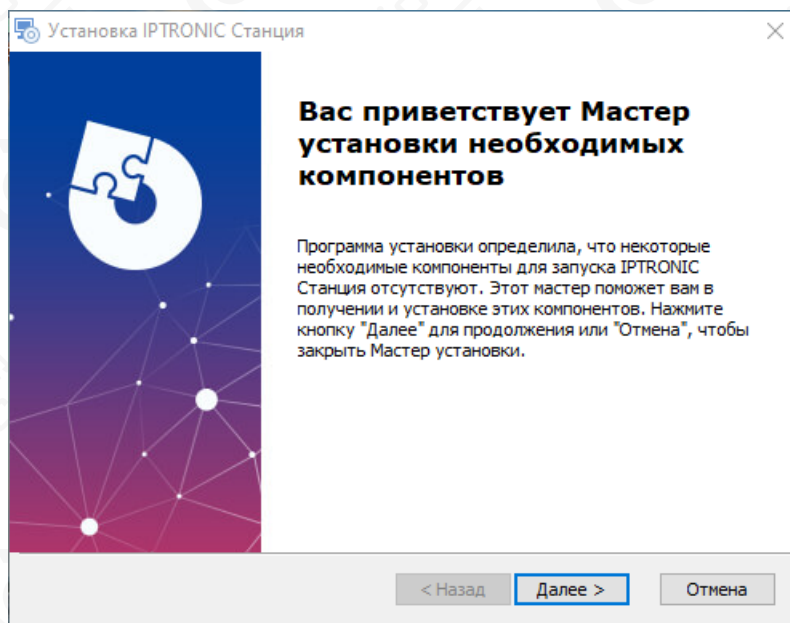 Установка IPTRONIC Станция
Вас приветствует Мастер
установки необходимых
компонентов
Программа установки определила, что некоторые
необходимые компоненты для запуска IPTRONIC
Станция отсутствуют. Этот мастер поможет вам в
получении и установке этих компонентов. Нажмите
кнопку "Далее" для продолжения или "Отмена", чтобы
закрыть Мастер установки.
< Назад
Далее >
Отмена